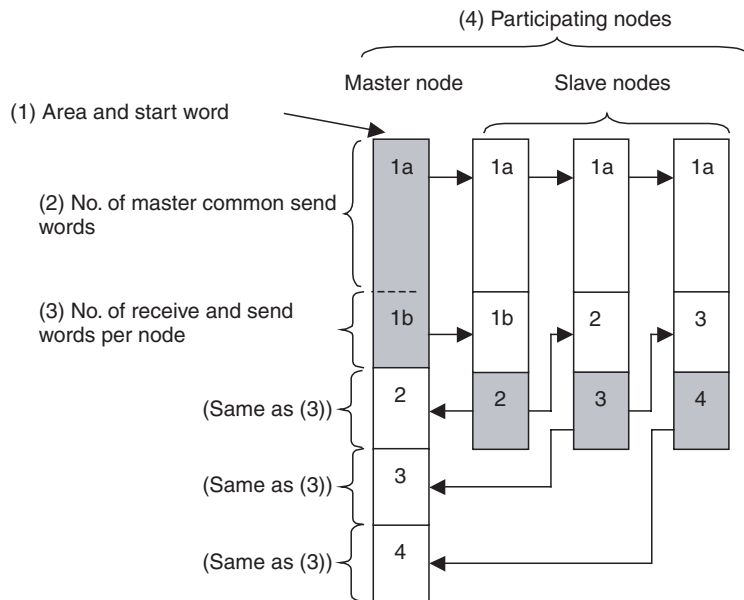 (4) Participating nodes
Master node
Slave nodes
(1) Area and start word
1a
1a
1a
1a
(2) No. of master common send
words
(3) No. of receive and send
words per node
1b
1b
2
3
(Same as (3))
2
2
3
4
(Same as (3))
3
(Same as (3))
4